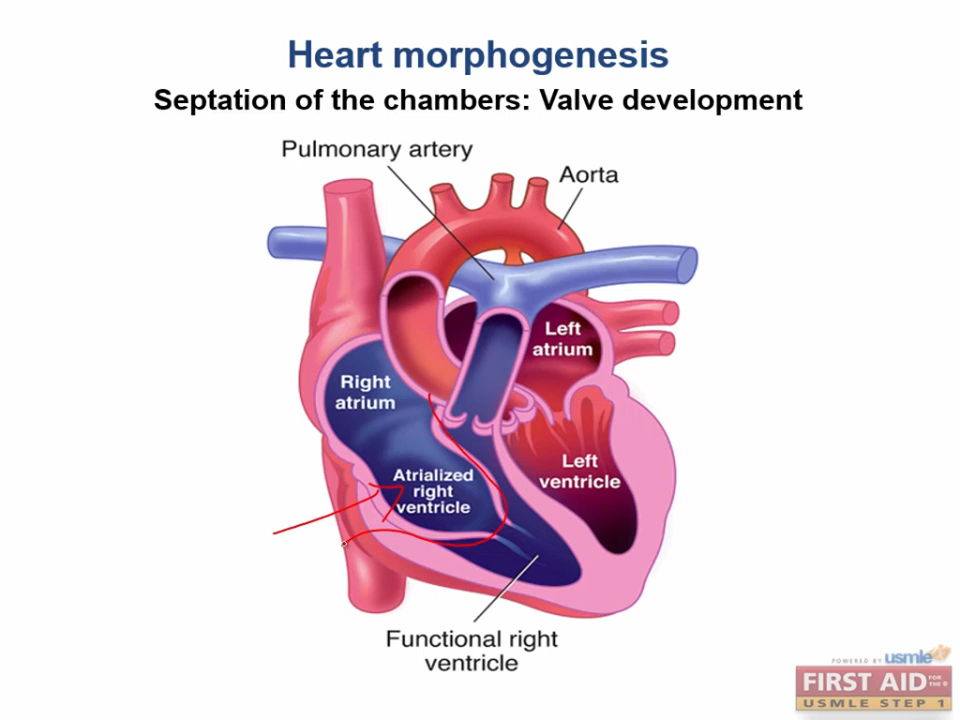 Heart morphogenesis
Septation of the chambers: Valve development
Pulmonary artery
Aorta
Left
atrium
Right
atrium
Atrialized
right
ventricle
Left
ventricle
Functional right
ventricle
POWERED BY usmle
FIRST AID FOR THE ®
USMLE STEP 1